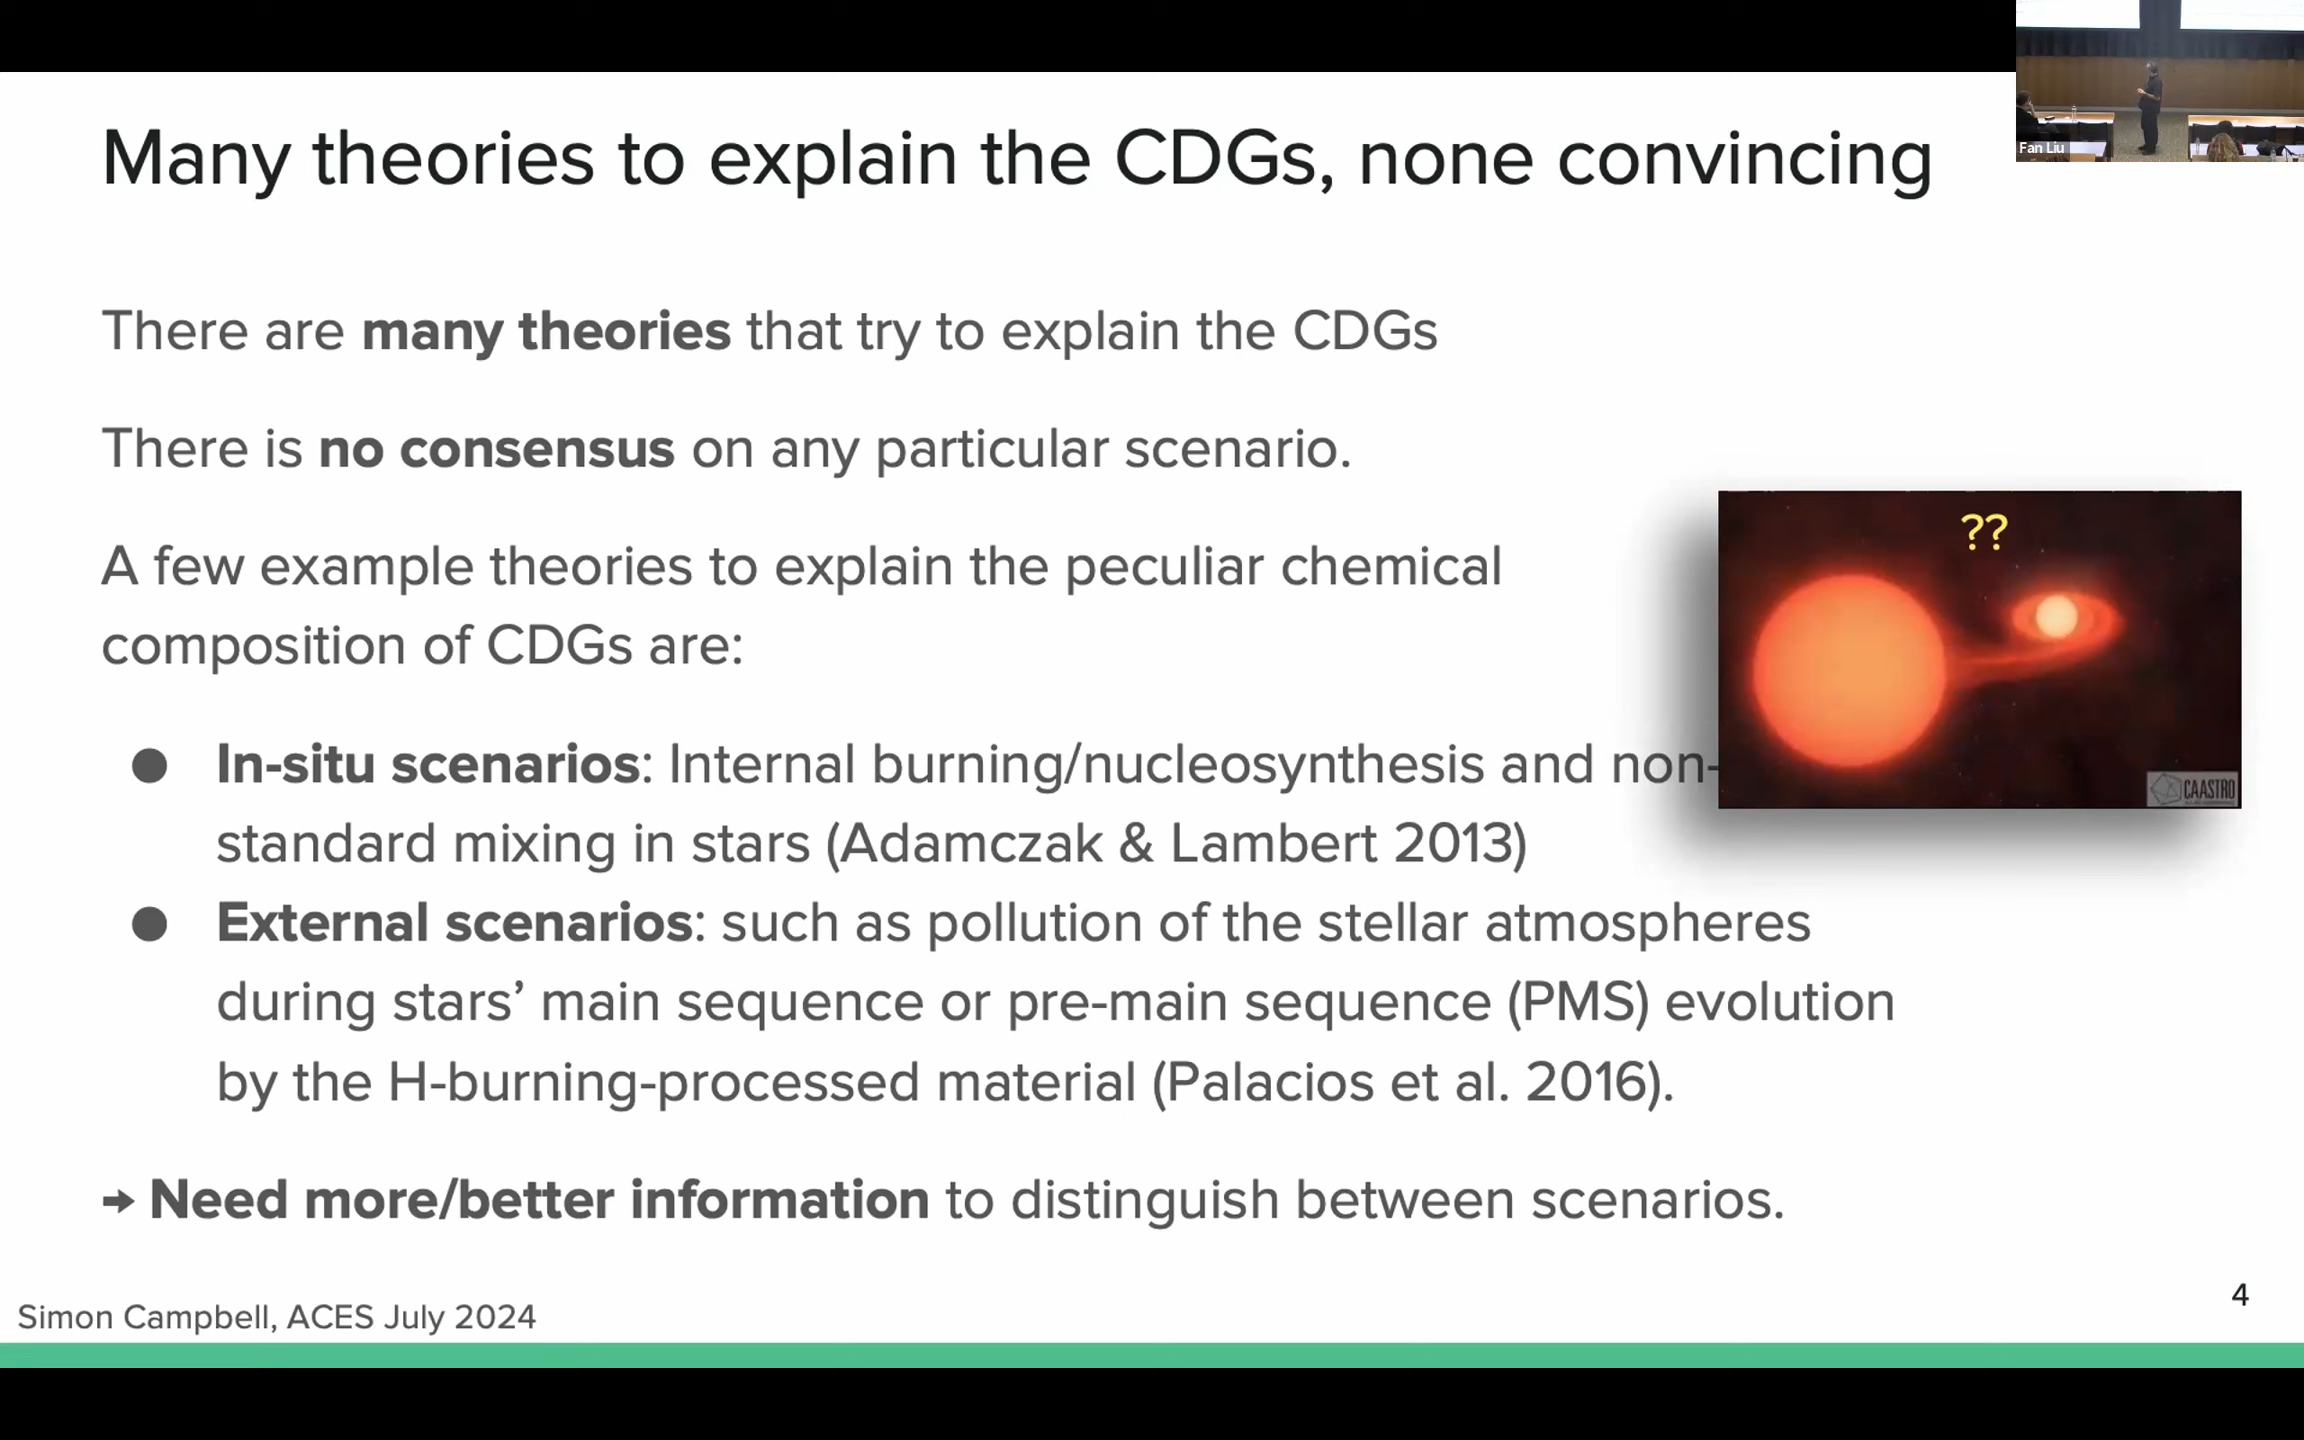 Fan Liu
Many theories to explain the CDGs, none convincing
There are many theories that try to explain the CDGs
There is no consensus on any particular scenario.
A few example theories to explain the peculiar chemical
composition of CDGs are:
??
CAASTRO
● In-situ scenarios: Internal burning/nucleosynthesis and non-
standard mixing in stars (Adamczak & Lambert 2013)
● External scenarios: such as pollution of the stellar atmospheres
during stars’ main sequence or pre-main sequence (PMS) evolution
by the H-burning-processed material (Palacios et al. 2016).
➜ Need more/better information to distinguish between scenarios.
4
Simon Campbell, ACES July 2024